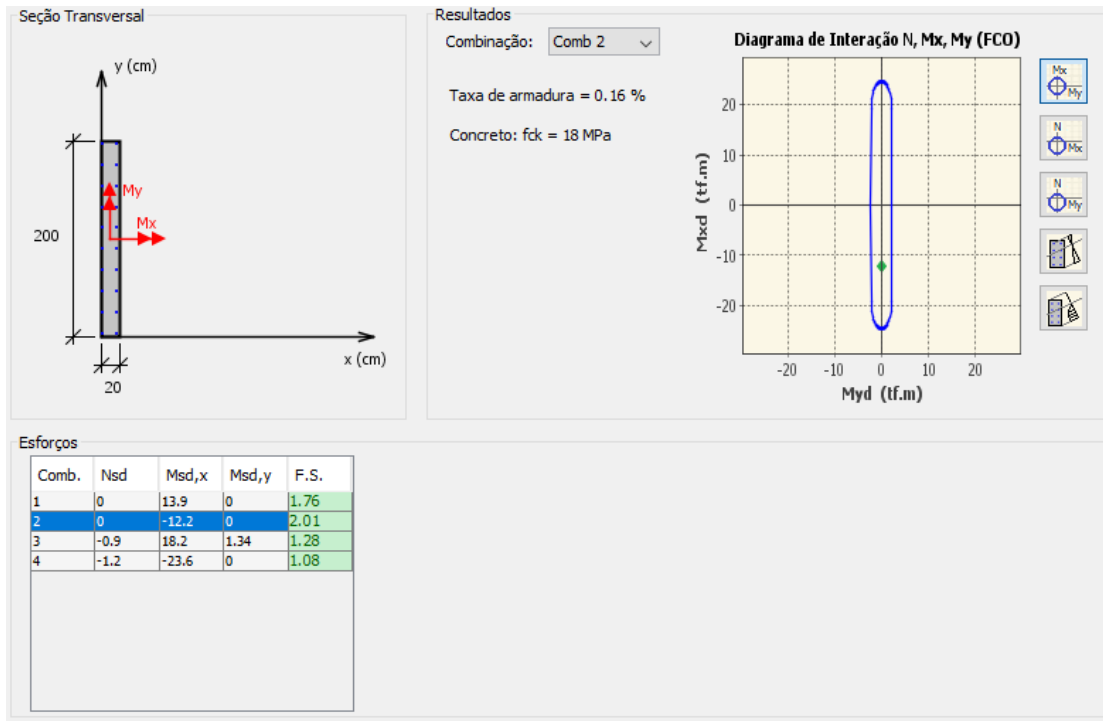 Seção Transversal
y (cm)
My
Mx
200
x (cm)
20
Resultados
Combinação: Comb 2
Taxa de armadura = 0.16 %
Concreto: fck = 18 MPa
Diagrama de Interação N, Mx, My (FCO)
Mxd (tf.m)
20
10
0
-10
-20
-20 -10 0 10 20
Myd (tf.m)
Mx
My
N
Mx
N
My
Esforços
Comb. Nsd Msd,x Msd,y F.S.
1 0 13.9 0 1.76
2 0 -12.2 0 2.01
3 -0.9 18.2 1.34 1.28
4 -1.2 -23.6 0 1.08